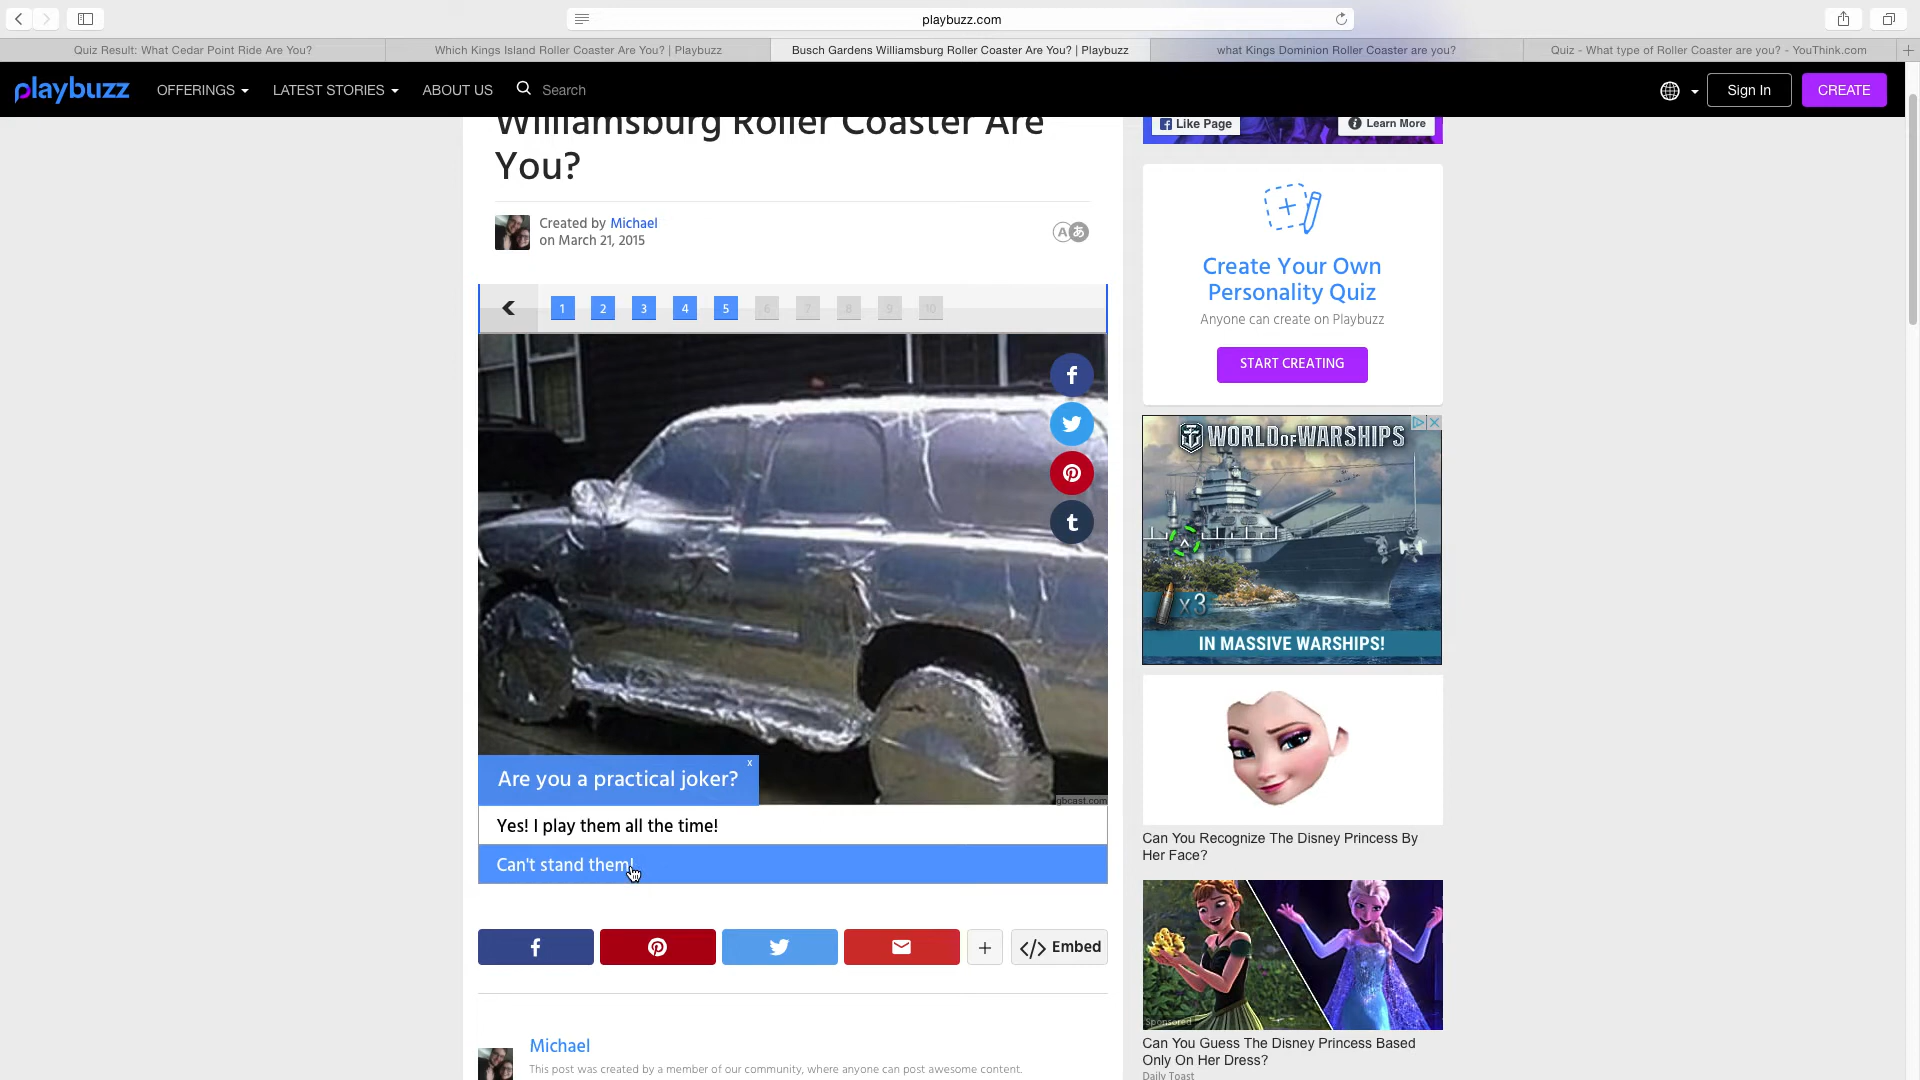 playbuzz.com
Quiz Result: What Cedar Point Ride Are You?
Which Kings Island Roller Coaster Are You? | Playbuzz
Busch Gardens Williamsburg Roller Coaster Are You? | Playbuzz
what Kings Dominion Roller Coaster are you?
Quiz - What type of Roller Coaster are you? - YouThink.com
playbuzz
OFFERINGS
LATEST STORIES
ABOUT US
Search
Sign In
CREATE
Williamsburg Roller Coaster Are
You?
Created by Michael
on March 21, 2015
A あ
1 2 3 4 5 6 7 8 9 10
Are you a practical joker?
x
gbcast.com
Yes! I play them all the time!
Can't stand them!
</> Embed
Michael
This post was created by a member of our community, where anyone can post awesome content.
Like Page
Learn More
Create Your Own
Personality Quiz
Anyone can create on Playbuzz
START CREATING
WORLD OF WARSHIPS
x3
IN MASSIVE WARSHIPS!
Can You Recognize The Disney Princess By
Her Face?
Sponsored
Can You Guess The Disney Princess Based
Only On Her Dress?
Daily Toast